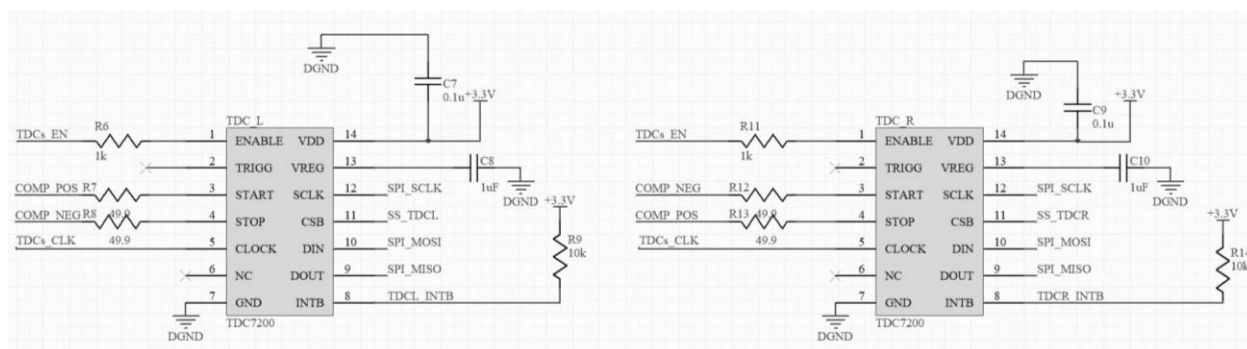 DGND
C7
0.1u
+3.3V
TDC_L
TDCs_EN
R6
1k
1 ENABLE VDD 14
2 TRIGG VREG 13
C8
1uF
DGND
COMP_POS R7
3 START SCLK 12 SPI_SCLK
COMP_NEG R8 49.9
4 STOP CSB 11 SS_TDCL
TDCs_CLK 49.9
5 CLOCK DIN 10 SPI_MOSI
6 NC DOUT 9 SPI_MISO
7 GND INTB 8 TDCL_INTB
+3.3V
R9
10k
DGND
TDC7200
DGND
C9
0.1u
+3.3V
TDC_R
TDCs_EN
R11
1k
1 ENABLE VDD 14
2 TRIGG VREG 13
C10
1uF
DGND
COMP_NEG R12
3 START SCLK 12 SPI_SCLK
COMP_POS R13 49.9
4 STOP CSB 11 SS_TDCR
TDCs_CLK 49.9
5 CLOCK DIN 10 SPI_MOSI
6 NC DOUT 9 SPI_MISO
7 GND INTB 8 TDCR_INTB
+3.3V
R14
10k
DGND
TDC7200